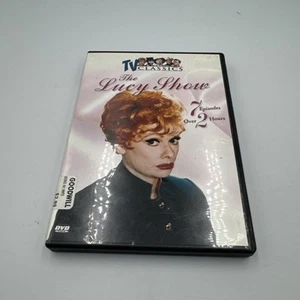 TV
CLASSICS
The
Lucy Show
7 Episodes
Over 2 Hours
GOODWILL
DVD